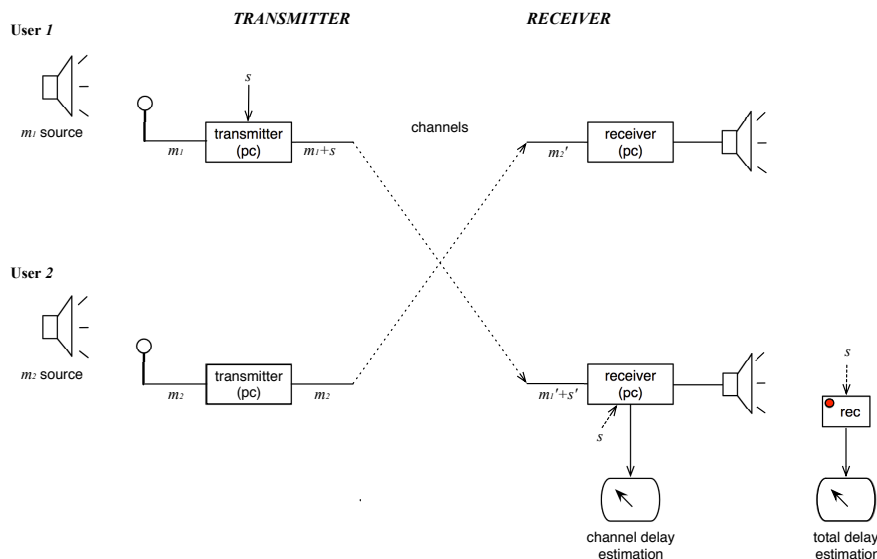 TRANSMITTER
RECEIVER
User 1
s
m1 source
transmitter
(pc)
m1
m1+s
channels
receiver
(pc)
m2'
User 2
m2 source
transmitter
(pc)
m2
m2
receiver
(pc)
m1'+s'
s
s
rec
channel delay
estimation
total delay
estimation